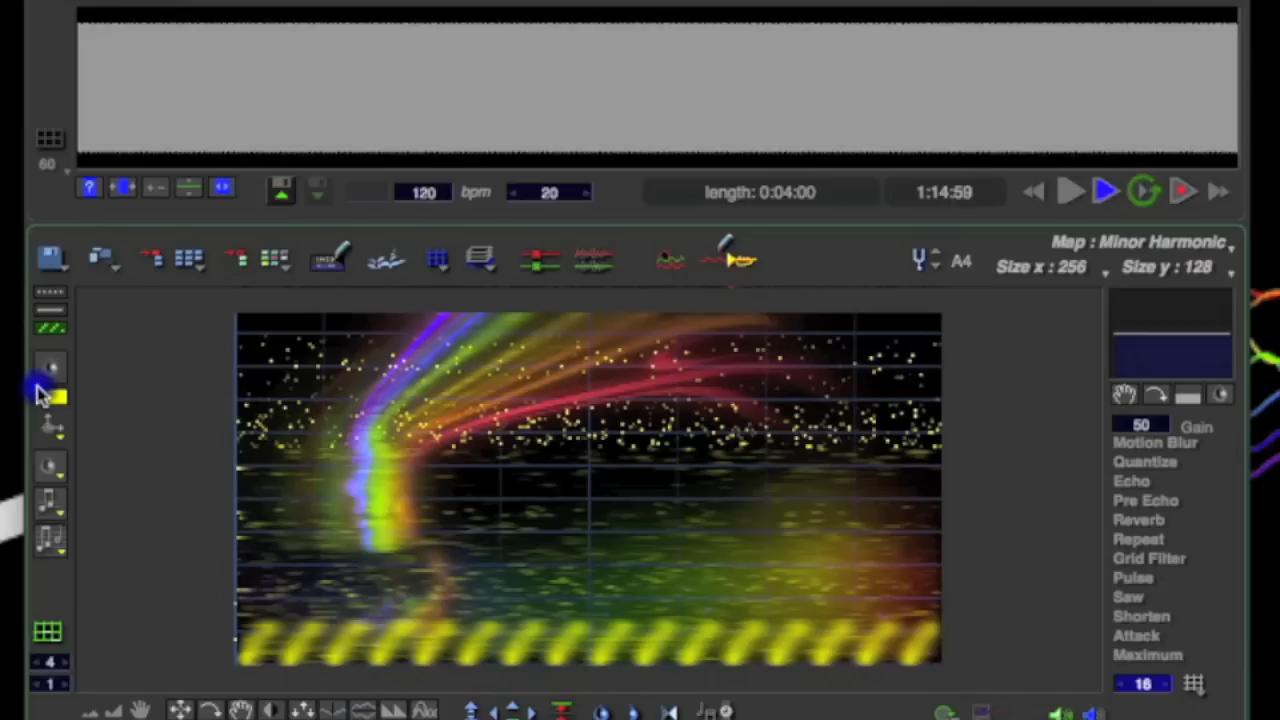 60
? 120 bpm 20 length: 0:04:00 1:14:59
A4 Map : Minor Harmonic
Size x : 256 Size y : 128
50 Gain
Motion Blur
Quantize
Echo
Pre Echo
Reverb
Repeat
Grid Filter
Pulse
Saw
Shorten
Attack
Maximum
4
1
16